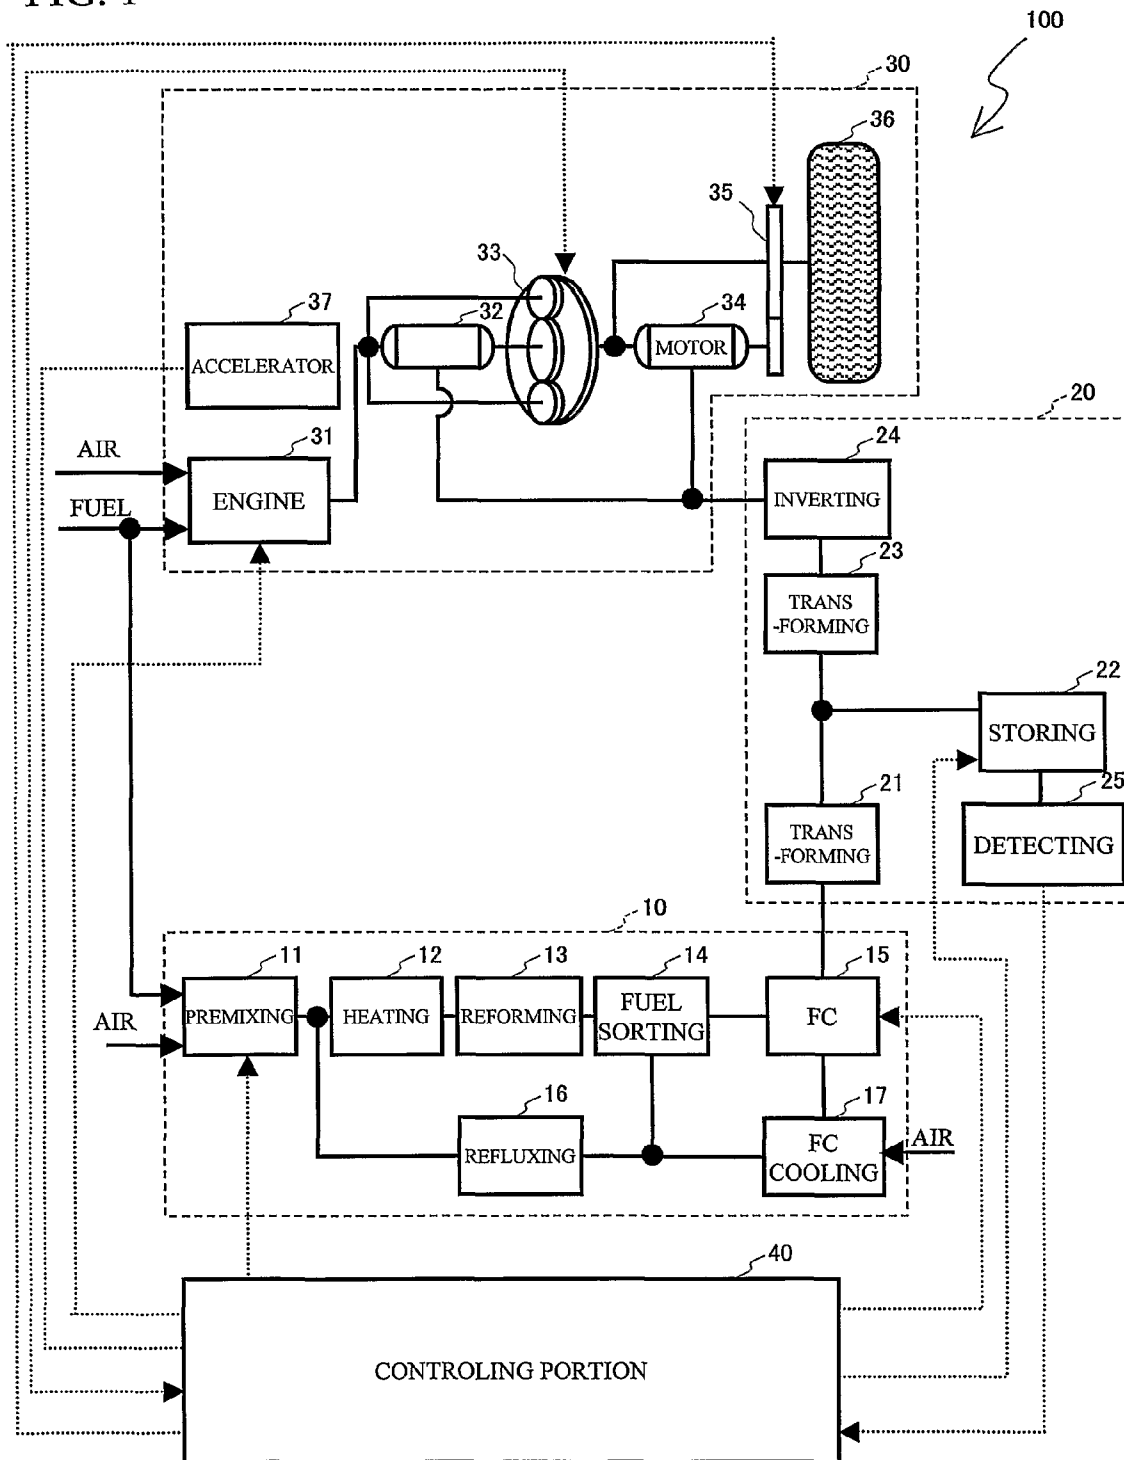 FIG. 1
100
30
36
35
33
32
34
MOTOR
37
ACCELERATOR
20
31
24
AIR
ENGINE
INVERTING
FUEL
23
TRANS
-FORMING
22
STORING
21
25
TRANS
-FORMING
DETECTING
10
11
12
13
14
15
PREMIXING
HEATING
REFORMING
FUEL
SORTING
FC
AIR
16
17
REFLUXING
FC
COOLING
AIR
40
CONTROLING PORTION